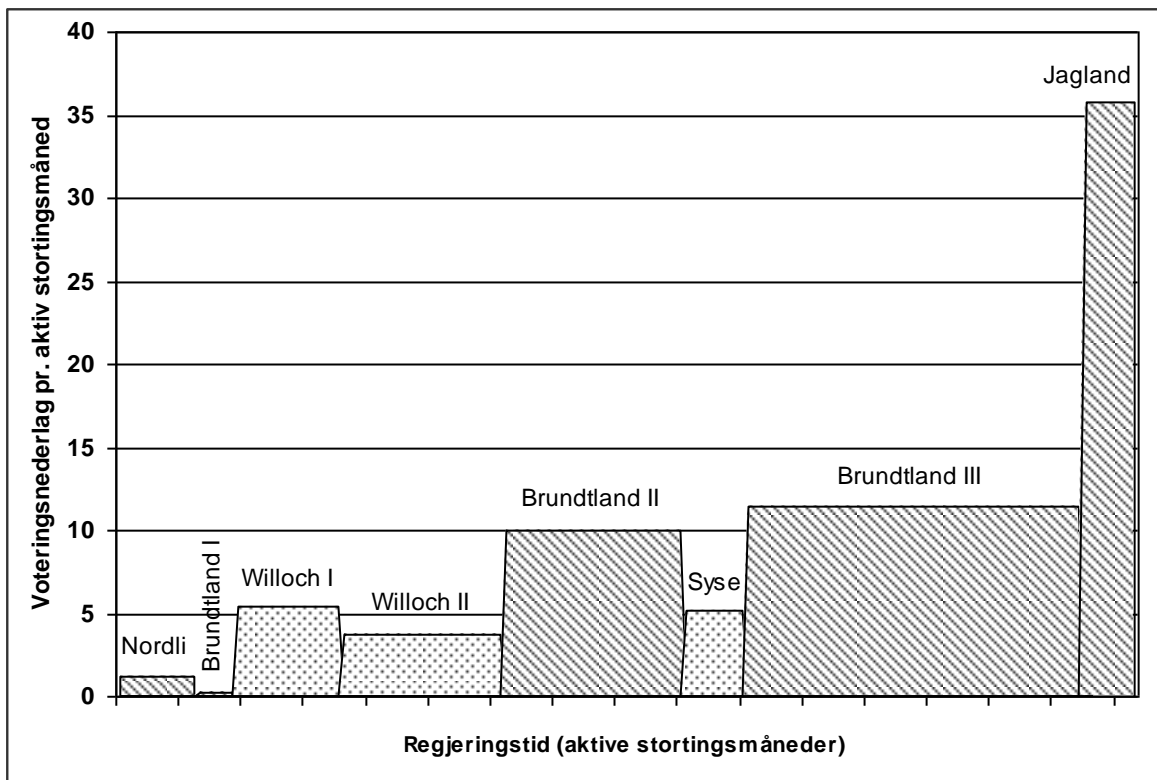 Voteringsnederlag pr. aktiv stortingsmåned
40
35
30
25
20
15
10
5
0
Nordli
Brundtland I
Willoch I
Willoch II
Brundtland II
Syse
Brundtland III
Jagland
Regjeringstid (aktive stortingsmåneder)